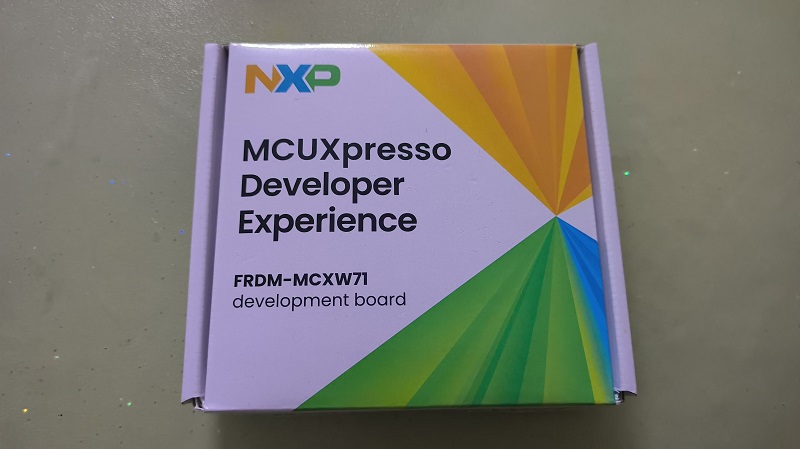 NXP
MCUXpresso
Developer
Experience
FRDM-MCXW71
development board